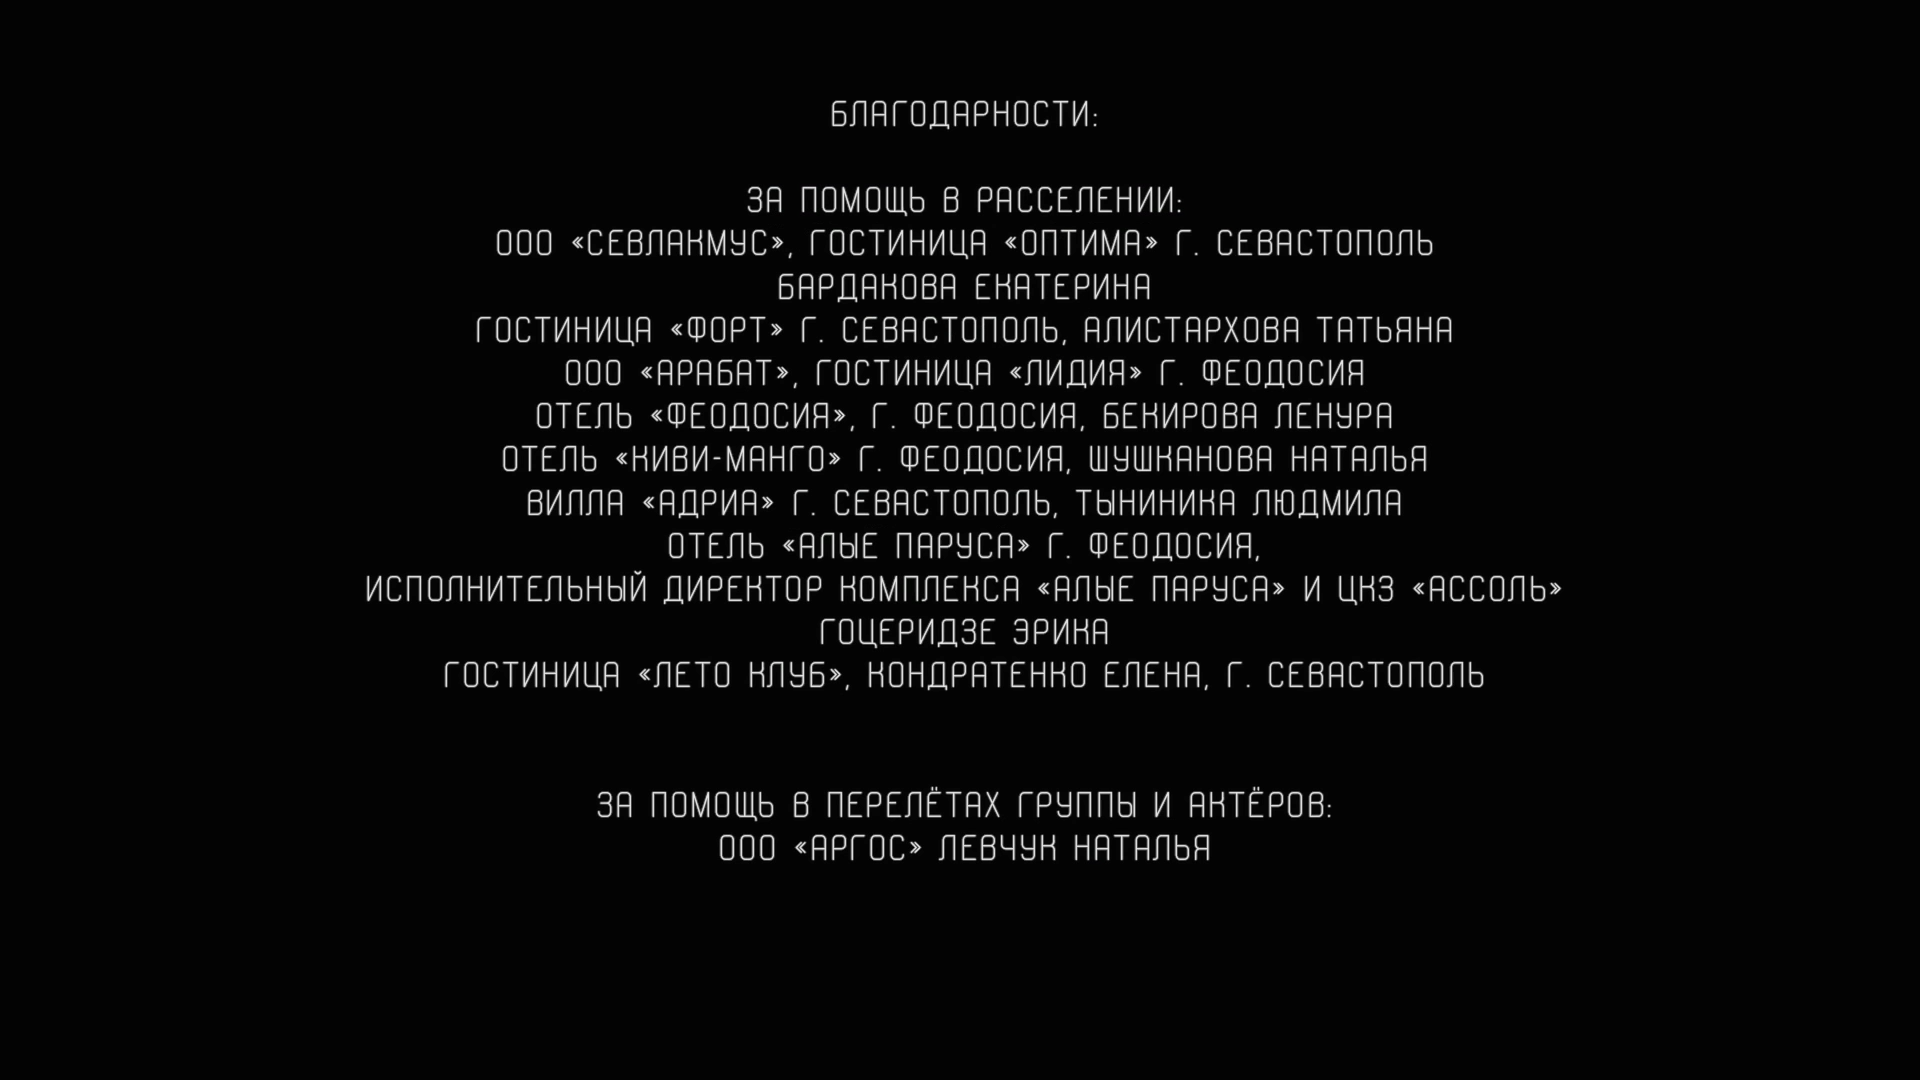 БЛАГОДАРНОСТИ:
ЗА ПОМОЩЬ В РАССЕЛЕНИИ:
ООО «СЕВЛАКМУС», ГОСТИНИЦА «ОПТИМА» Г. СЕВАСТОПОЛЬ
БАРДАКОВА ЕКАТЕРИНА
ГОСТИНИЦА «ФОРТ» Г. СЕВАСТОПОЛЬ, АЛИСТАРХОВА ТАТЬЯНА
ООО «АРАБАТ», ГОСТИНИЦА «ЛИДИЯ» Г. ФЕОДОСИЯ
ОТЕЛЬ «ФЕОДОСИЯ», Г. ФЕОДОСИЯ, БЕКИРОВА ЛЕНУРА
ОТЕЛЬ «КИВИ-МАНГО» Г. ФЕОДОСИЯ, ШУШКАНОВА НАТАЛЬЯ
ВИЛЛА «АДРИА» Г. СЕВАСТОПОЛЬ, ТЫНИНИКА ЛЮДМИЛА
ОТЕЛЬ «АЛЫЕ ПАРУСА» Г. ФЕОДОСИЯ,
ИСПОЛНИТЕЛЬНЫЙ ДИРЕКТОР КОМПЛЕКСА «АЛЫЕ ПАРУСА» И ЦКЗ «АССОЛЬ»
ГОЦЕРИДЗЕ ЭРИКА
ГОСТИНИЦА «ЛЕТО КЛУБ», КОНДРАТЕНКО ЕЛЕНА, Г. СЕВАСТОПОЛЬ
ЗА ПОМОЩЬ В ПЕРЕЛЁТАХ ГРУППЫ И АКТЁРОВ:
ООО «АРГОС» ЛЕВЧУК НАТАЛЬЯ